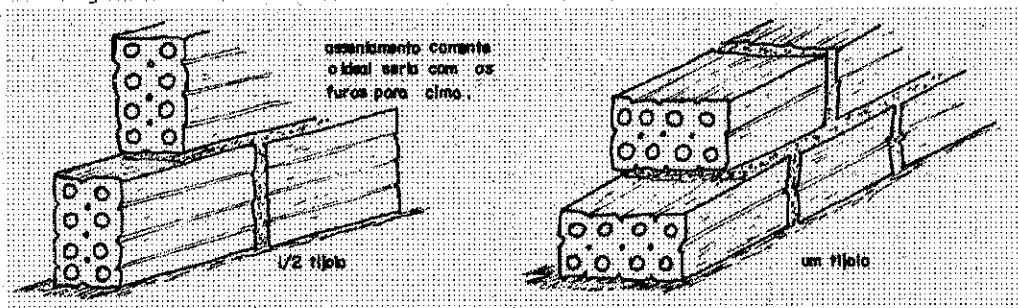 assentamento corrente
o ideal seria com os
furos para cima.
1/2 tijolo
um tijolo